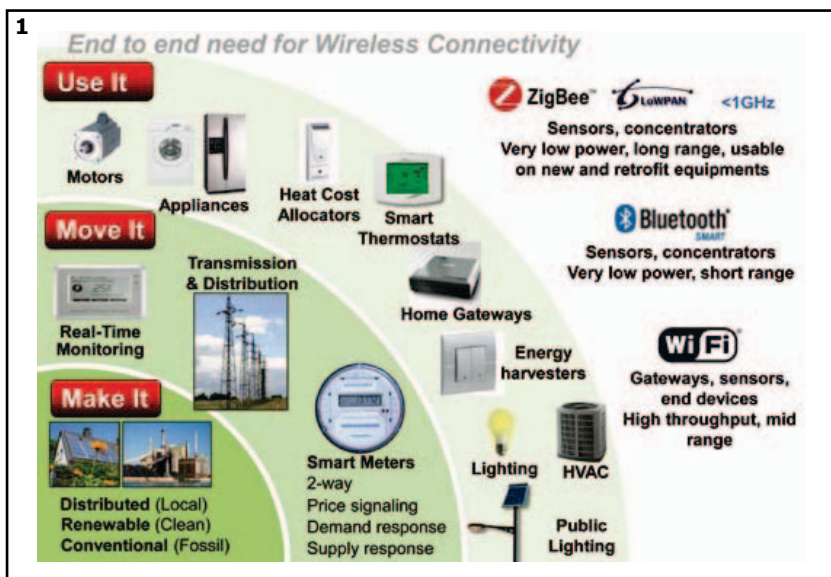 1
End to end need for Wireless Connectivity
Use It
Motors
Appliances
Heat Cost
Allocators
Smart
Thermostats
Home Gateways
Energy
harvesters
Lighting
HVAC
Public
Lighting
Move It
Real-Time
Monitoring
Transmission
& Distribution
Smart Meters
2-way
Price signaling
Demand response
Supply response
Make It
Distributed (Local)
Renewable (Clean)
Conventional (Fossil)
ZigBee™ 6LoWPAN <1GHz
Sensors, concentrators
Very low power, long range, usable
on new and retrofit equipments
Bluetooth®
SMART
Sensors, concentrators
Very low power, short range
WiFi®
Gateways, sensors,
end devices
High throughput, mid
range